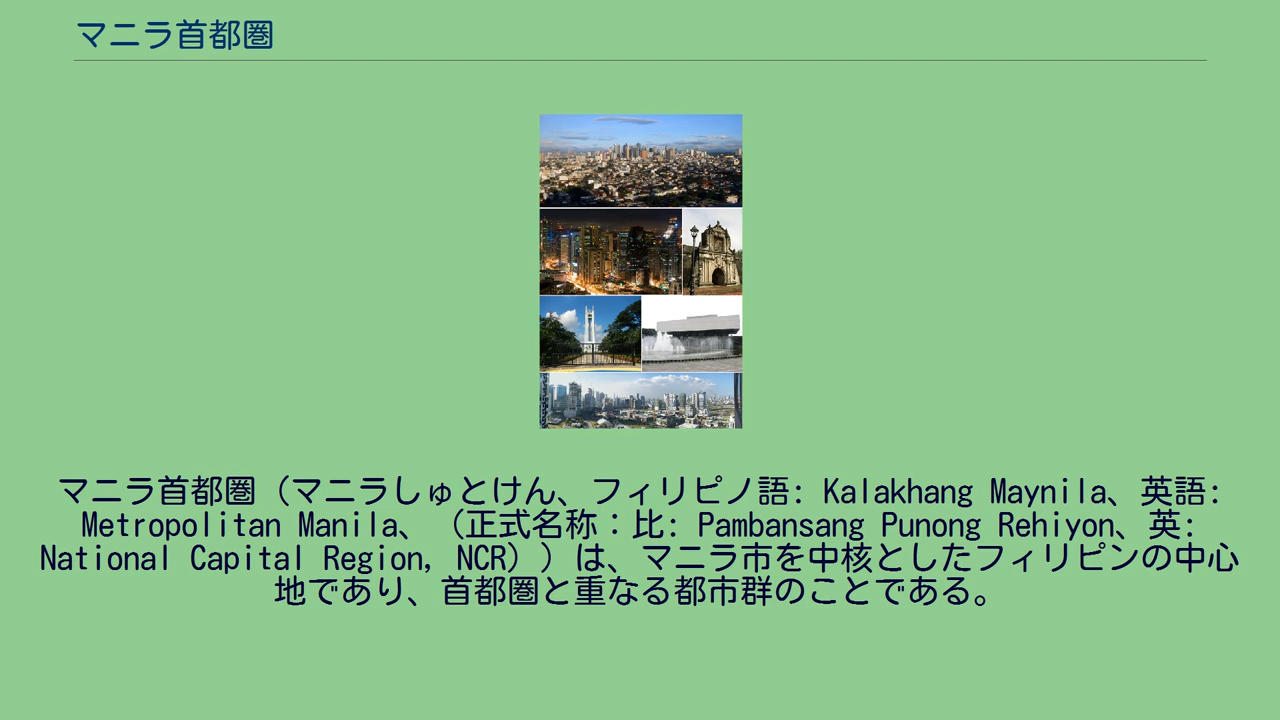 マニラ首都圏
マニラ首都圏（マニラしゅとけん、フィリピノ語: Kalakhang Maynila、英語:
Metropolitan Manila、（正式名称：比: Pambansang Punong Rehiyon、英:
National Capital Region, NCR））は、マニラ市を中核としたフィリピンの中心
地であり、首都圏と重なる都市群のことである。